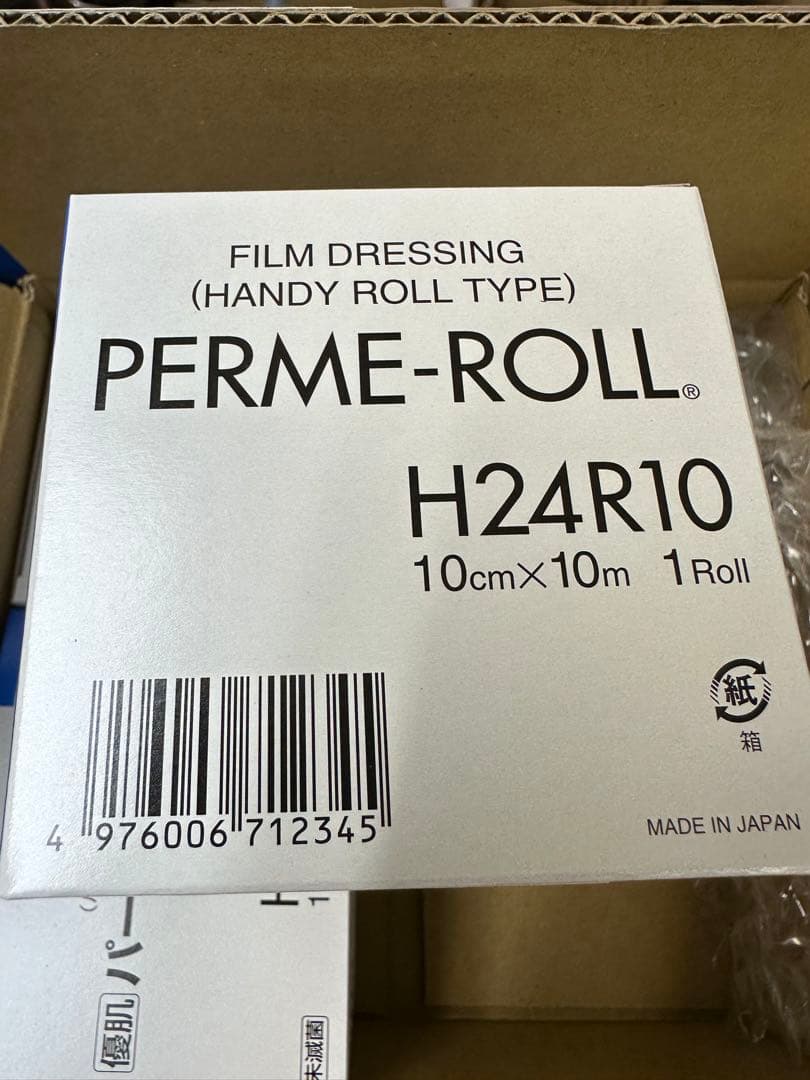 FILM DRESSING
(HANDY ROLL TYPE)
PERME-ROLL®
H24R10
10cm×10m 1Roll
紙
箱
4 976006 712345
MADE IN JAPAN
優肌 パー
未滅菌